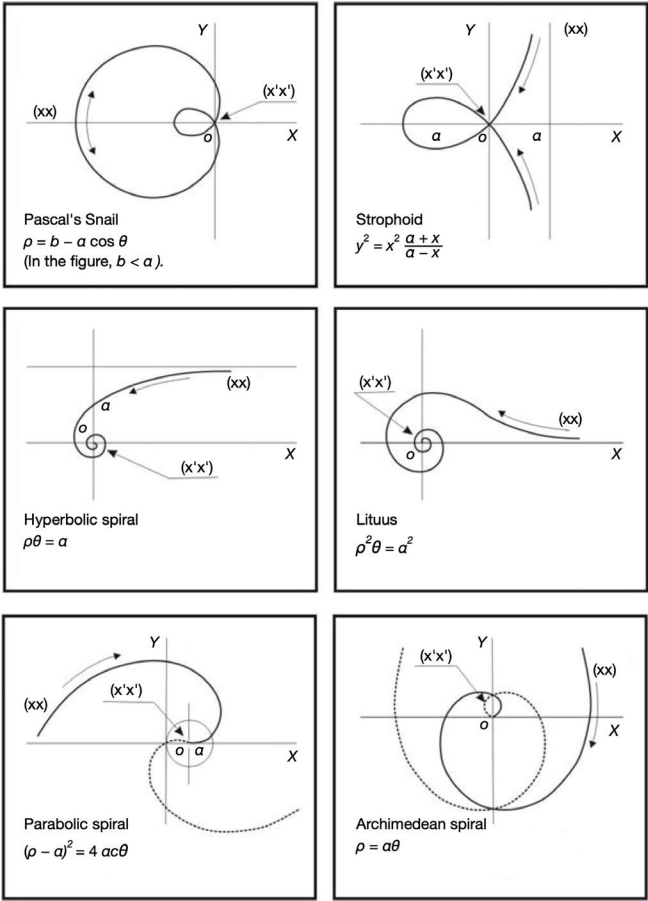 Y
(x'x')
(xx)
o
X
Pascal's Snail
ρ = b – a cos θ
(In the figure, b < a ).
Y
(xx)
(x'x')
a
o
a
X
Strophoid
y² = x² (a + x)/(a – x)
(xx)
a
o
X
(x'x')
Hyperbolic spiral
ρθ = a
(x'x')
(xx)
o
X
Lituus
ρ²θ = a²
Y
(x'x')
(xx)
o
a
X
Parabolic spiral
(ρ – a)² = 4 acθ
Y
(x'x')
(xx)
o
X
Archimedean spiral
ρ = aθ